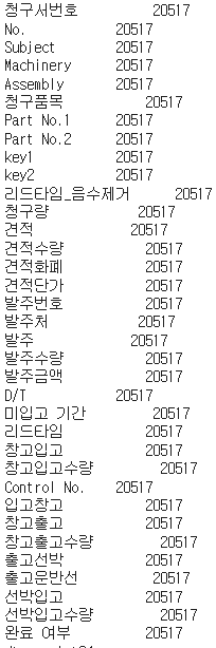 청구서번호 20517
No. 20517
Subject 20517
Machinery 20517
Assembly 20517
청구품목 20517
Part No.1 20517
Part No.2 20517
key1 20517
key2 20517
리드타임_음수제거 20517
청구량 20517
견적 20517
견적수량 20517
견적화폐 20517
견적단가 20517
발주번호 20517
발주처 20517
발주 20517
발주수량 20517
발주금액 20517
D/T 20517
미입고 기간 20517
리드타임 20517
창고입고 20517
창고입고수량 20517
Control No. 20517
입고창고 20517
창고출고 20517
창고출고수량 20517
출고선박 20517
출고운반선 20517
선박입고 20517
선박입고수량 20517
완료 여부 20517